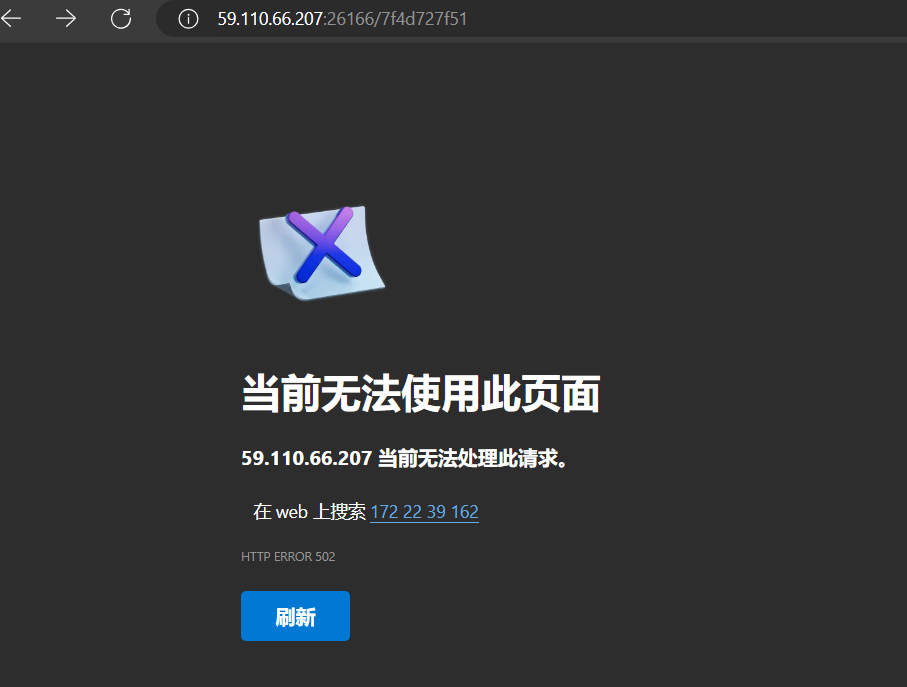 59.110.66.207:26166/7f4d727f51
当前无法使用此页面
59.110.66.207 当前无法处理此请求。
在 web 上搜索 172 22 39 162
HTTP ERROR 502
刷新